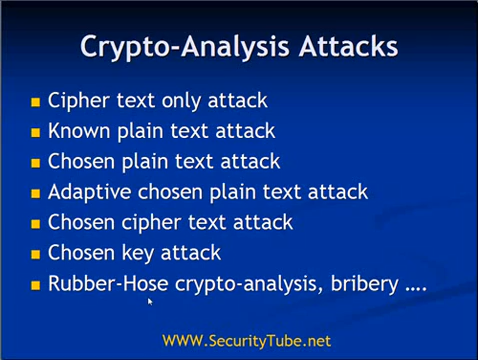 Crypto-Analysis Attacks
Cipher text only attack
Known plain text attack
Chosen plain text attack
Adaptive chosen plain text attack
Chosen cipher text attack
Chosen key attack
Rubber-Hose crypto-analysis, bribery ….
WWW.SecurityTube.net